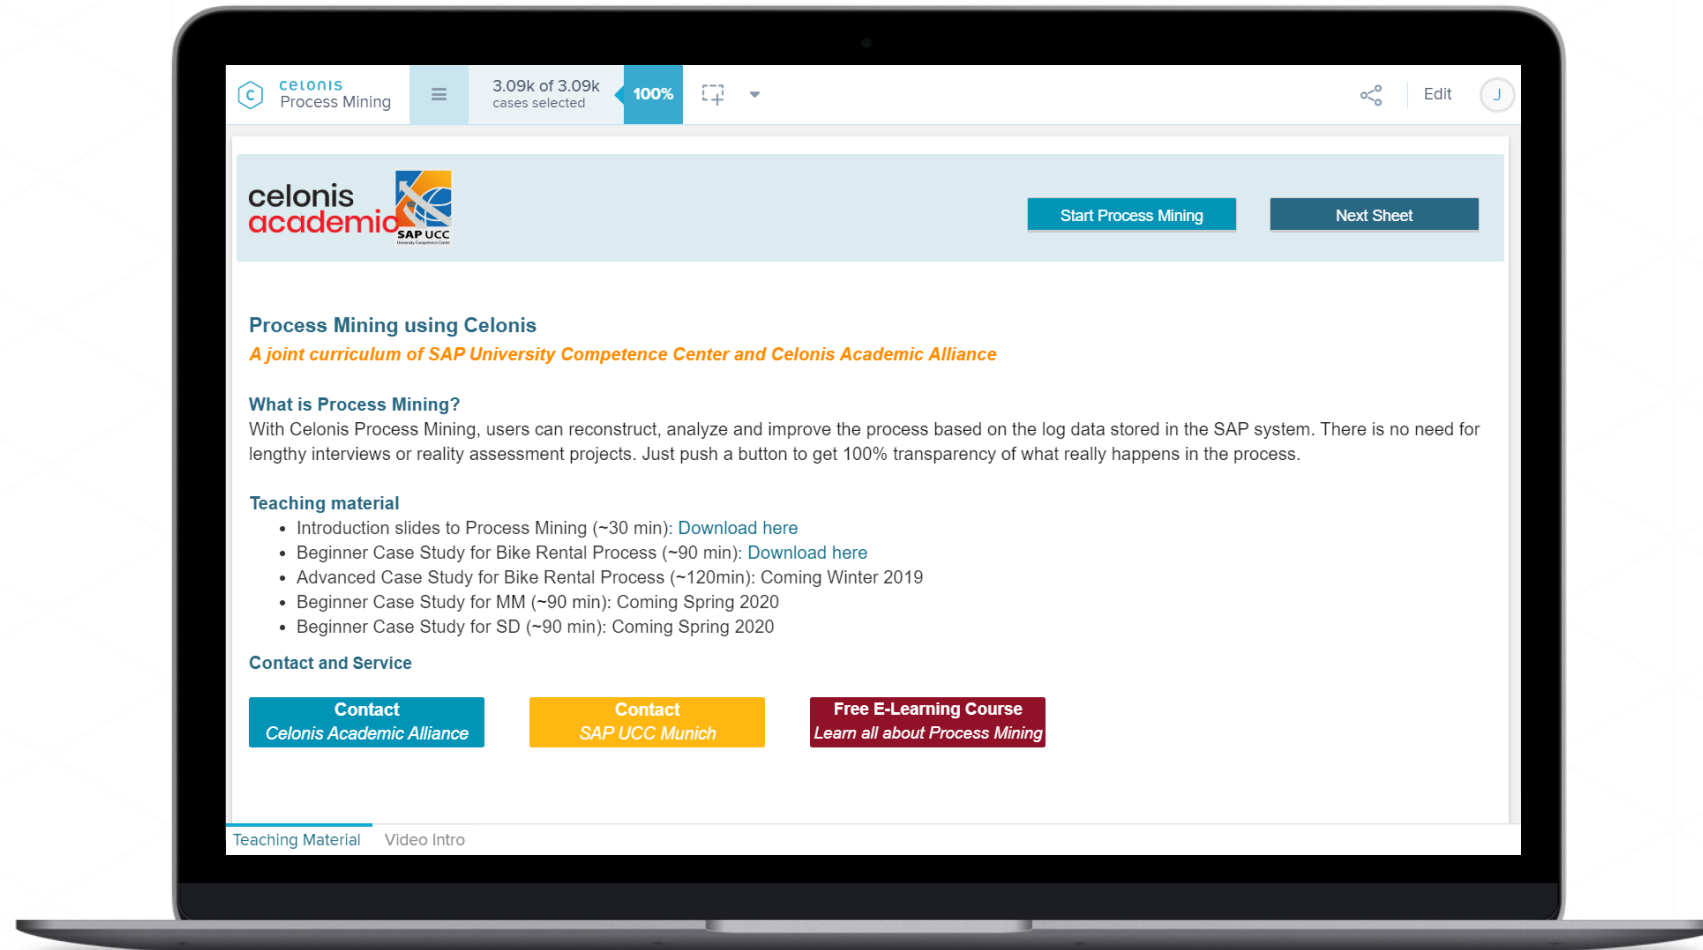 celonis
Process Mining
3.09k of 3.09k
cases selected
100%
Edit
J
celonis
academic
SAP UCC
University Competence Center
Start Process Mining
Next Sheet
Process Mining using Celonis
A joint curriculum of SAP University Competence Center and Celonis Academic Alliance
What is Process Mining?
With Celonis Process Mining, users can reconstruct, analyze and improve the process based on the log data stored in the SAP system. There is no need for
lengthy interviews or reality assessment projects. Just push a button to get 100% transparency of what really happens in the process.
Teaching material
• Introduction slides to Process Mining (~30 min): Download here
• Beginner Case Study for Bike Rental Process (~90 min): Download here
• Advanced Case Study for Bike Rental Process (~120min): Coming Winter 2019
• Beginner Case Study for MM (~90 min): Coming Spring 2020
• Beginner Case Study for SD (~90 min): Coming Spring 2020
Contact and Service
Contact
Celonis Academic Alliance
Contact
SAP UCC Munich
Free E-Learning Course
Learn all about Process Mining
Teaching Material
Video Intro